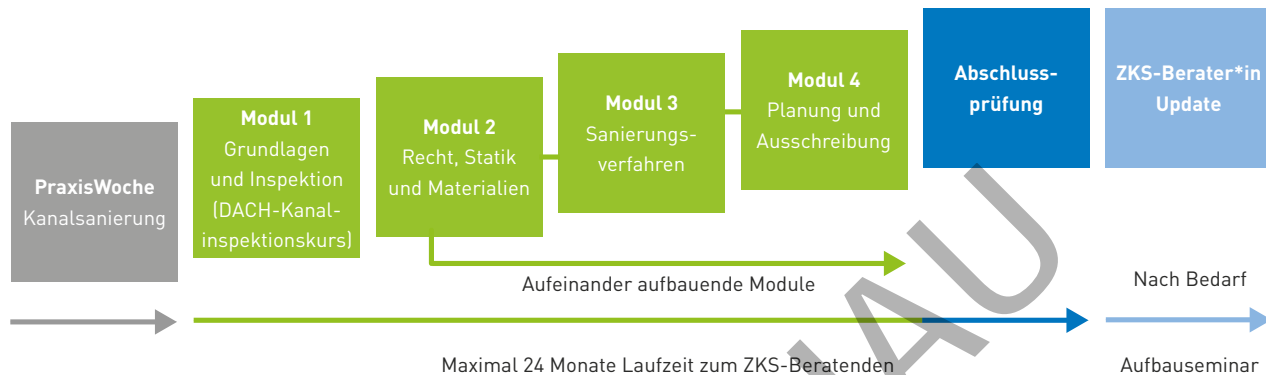 PraxisWoche
Kanalsanierung
Modul 1
Grundlagen
und Inspektion
(DACH-Kanal-
inspektionskurs)
Modul 2
Recht, Statik
und Materialien
Modul 3
Sanierungs-
verfahren
Modul 4
Planung und
Ausschreibung
Abschluss-
prüfung
ZKS-Berater*in
Update
Aufeinander aufbauende Module
Nach Bedarf
Maximal 24 Monate Laufzeit zum ZKS-Beratenden
Aufbauseminar